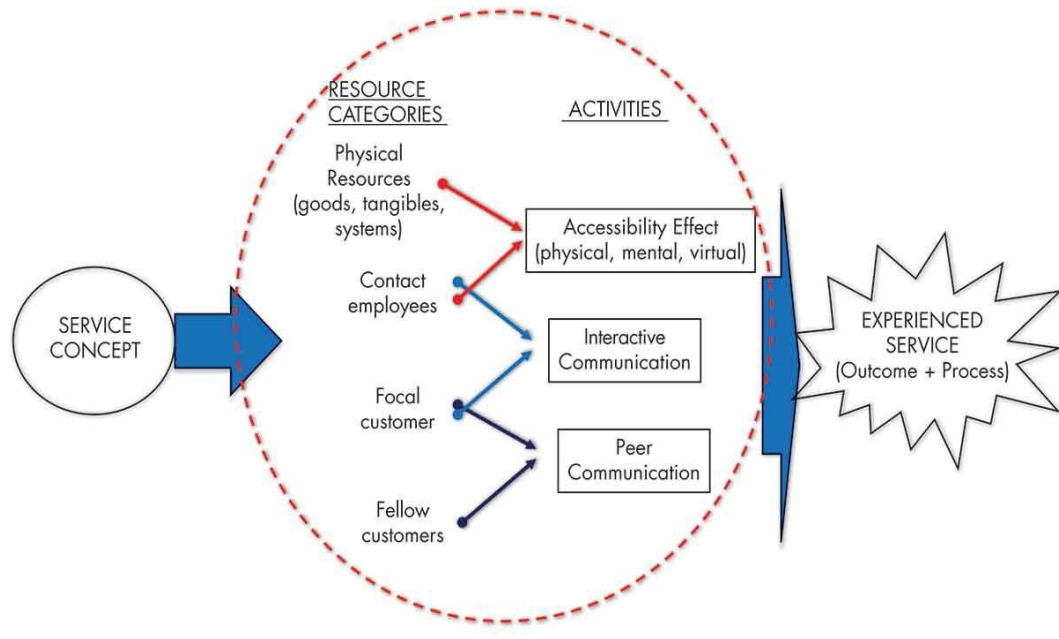 RESOURCE
CATEGORIES
ACTIVITIES
Physical
Resources
(goods, tangibles,
systems)
Accessibility Effect
(physical, mental, virtual)
Contact
employees
SERVICE
CONCEPT
Interactive
Communication
EXPERIENCED
SERVICE
(Outcome + Process)
Focal
customer
Peer
Communication
Fellow
customers